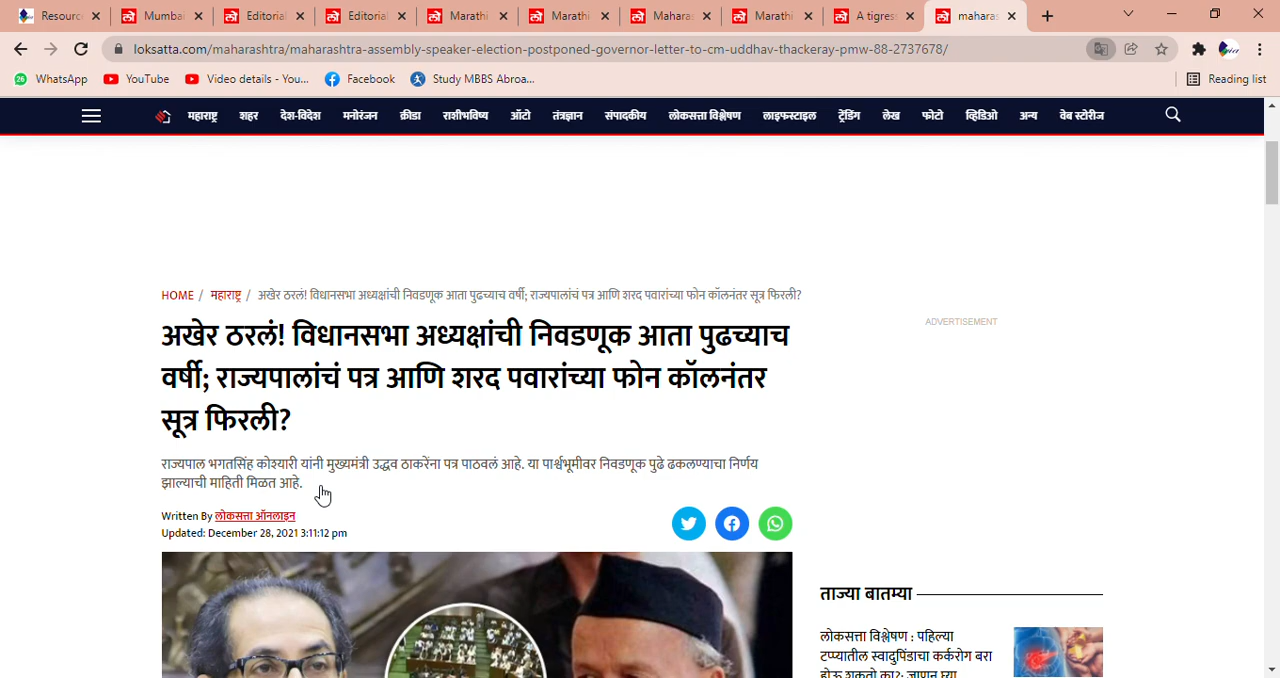 Resourc
Mumbai
Editorial
Editorial
Marathi
Marathi
Maharas
Marathi
A tigress
maharas
loksatta.com/maharashtra/maharashtra-assembly-speaker-election-postponed-governor-letter-to-cm-uddhav-thackeray-pmw-88-2737678/
26 WhatsApp
YouTube
Video details - You...
Facebook
Study MBBS Abroa...
Reading list
महाराष्ट्र शहर देश-विदेश मनोरंजन क्रीडा राशीभविष्य ऑटो तंत्रज्ञान संपादकीय लोकसत्ता विश्लेषण लाइफस्टाइल ट्रेंडिंग लेख फोटो व्हिडिओ अन्य वेब स्टोरीज
HOME / महाराष्ट्र / अखेर ठरलं! विधानसभा अध्यक्षांची निवडणूक आता पुढच्याच वर्षी; राज्यपालांचं पत्र आणि शरद पवारांच्या फोन कॉलनंतर सूत्र फिरली?
अखेर ठरलं! विधानसभा अध्यक्षांची निवडणूक आता पुढच्याच
वर्षी; राज्यपालांचं पत्र आणि शरद पवारांच्या फोन कॉलनंतर
सूत्र फिरली?
राज्यपाल भगतसिंह कोश्यारी यांनी मुख्यमंत्री उद्धव ठाकरेंना पत्र पाठवलं आहे. या पार्श्वभूमीवर निवडणूक पुढे ढकलण्याचा निर्णय
झाल्याची माहिती मिळत आहे.
Written By लोकसत्ता ऑनलाइन
Updated: December 28, 2021 3:11:12 pm
ADVERTISEMENT
ताज्या बातम्या
लोकसत्ता विश्लेषण : पहिल्या
टप्प्यातील स्वादुपिंडाचा कर्करोग बरा
होऊ शकतो का?; जाणून घ्या